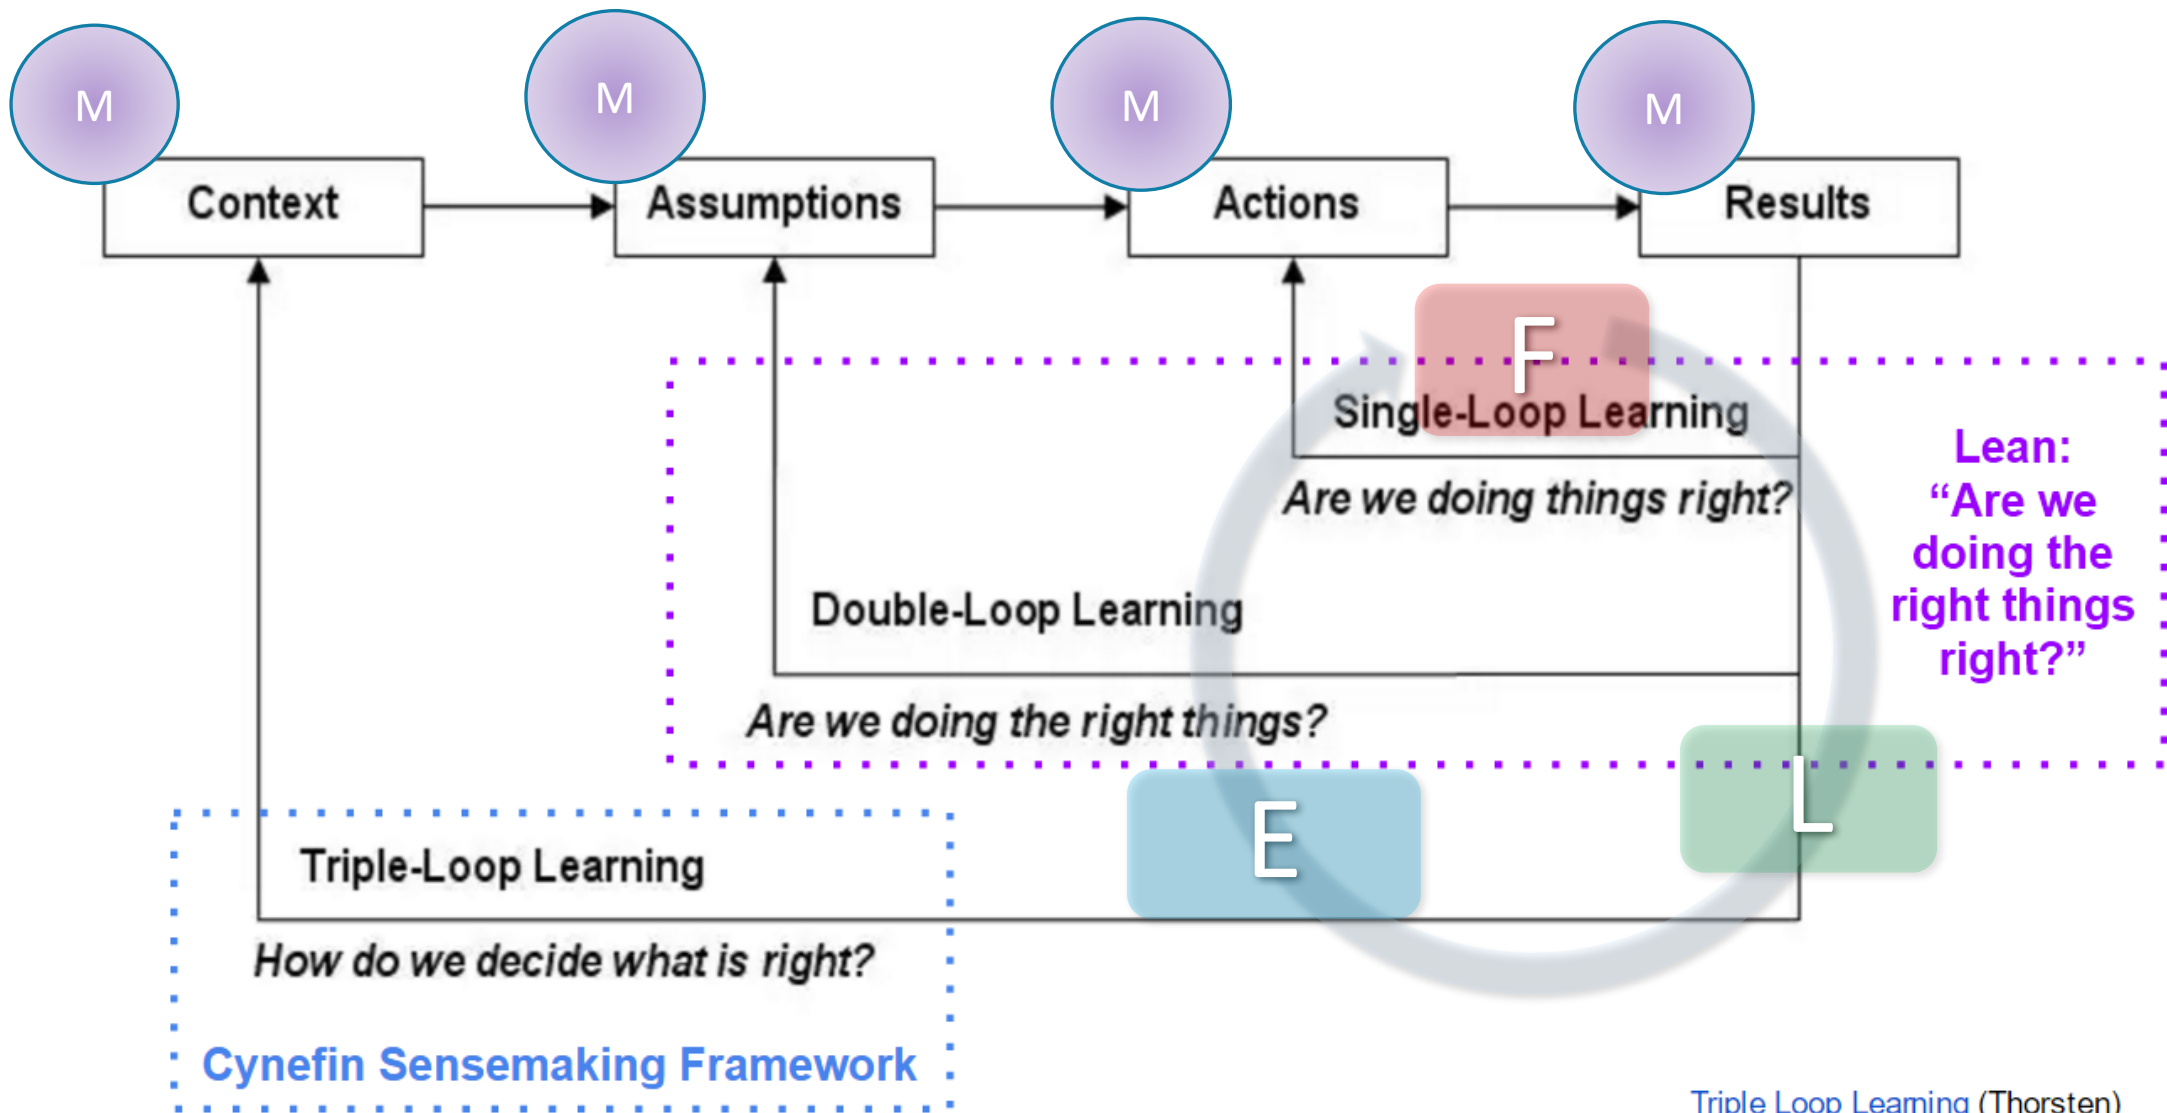 M
M
M
M
Context
Assumptions
Actions
Results
F
Single-Loop Learning
Are we doing things right?
Lean:
“Are we
doing the
right things
right?”
Double-Loop Learning
Are we doing the right things?
L
E
Triple-Loop Learning
How do we decide what is right?
Cynefin Sensemaking Framework
Triple Loop Learning (Thorsten)